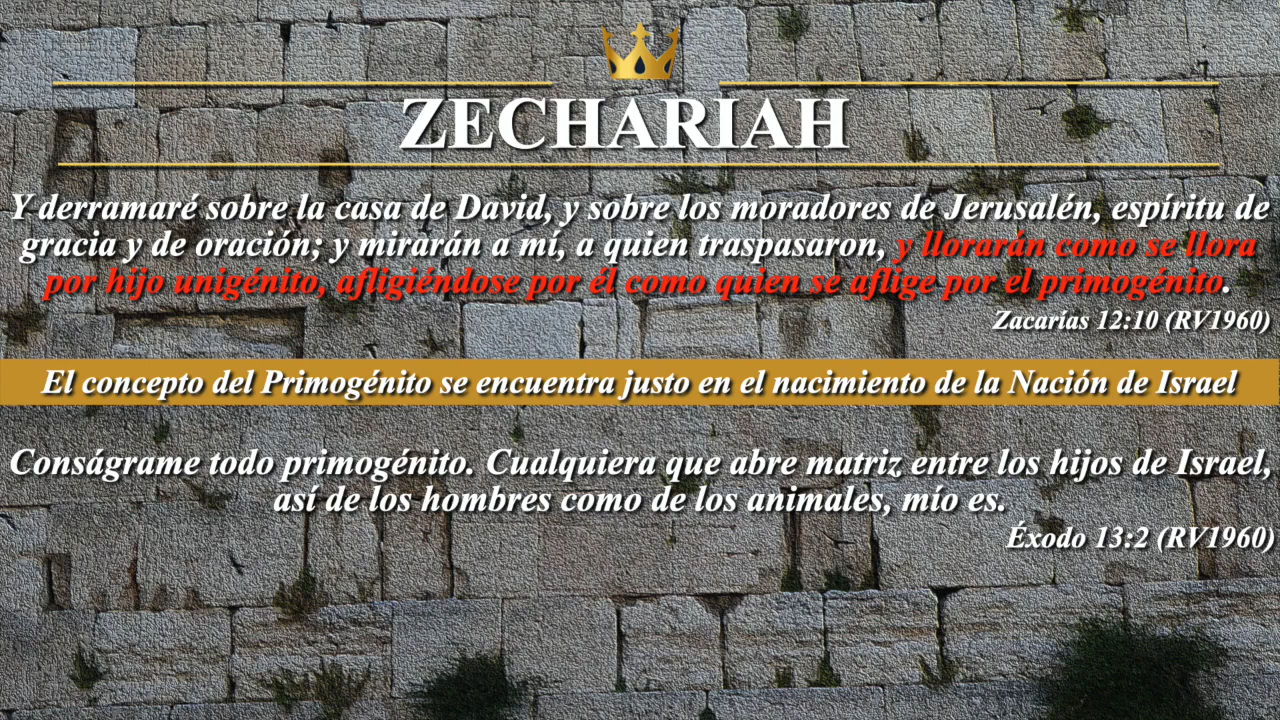 ZECHARIAH
Y derramaré sobre la casa de David, y sobre los moradores de Jerusalén, espíritu de
gracia y de oración; y mirarán a mí, a quien traspasaron, y llorarán como se llora
por hijo unigénito, afligiéndose por él como quien se aflige por el primogénito.
Zacarías 12:10 (RV1960)
El concepto del Primogénito se encuentra justo en el nacimiento de la Nación de Israel
Conságrame todo primogénito. Cualquiera que abre matriz entre los hijos de Israel,
así de los hombres como de los animales, mío es.
Éxodo 13:2 (RV1960)